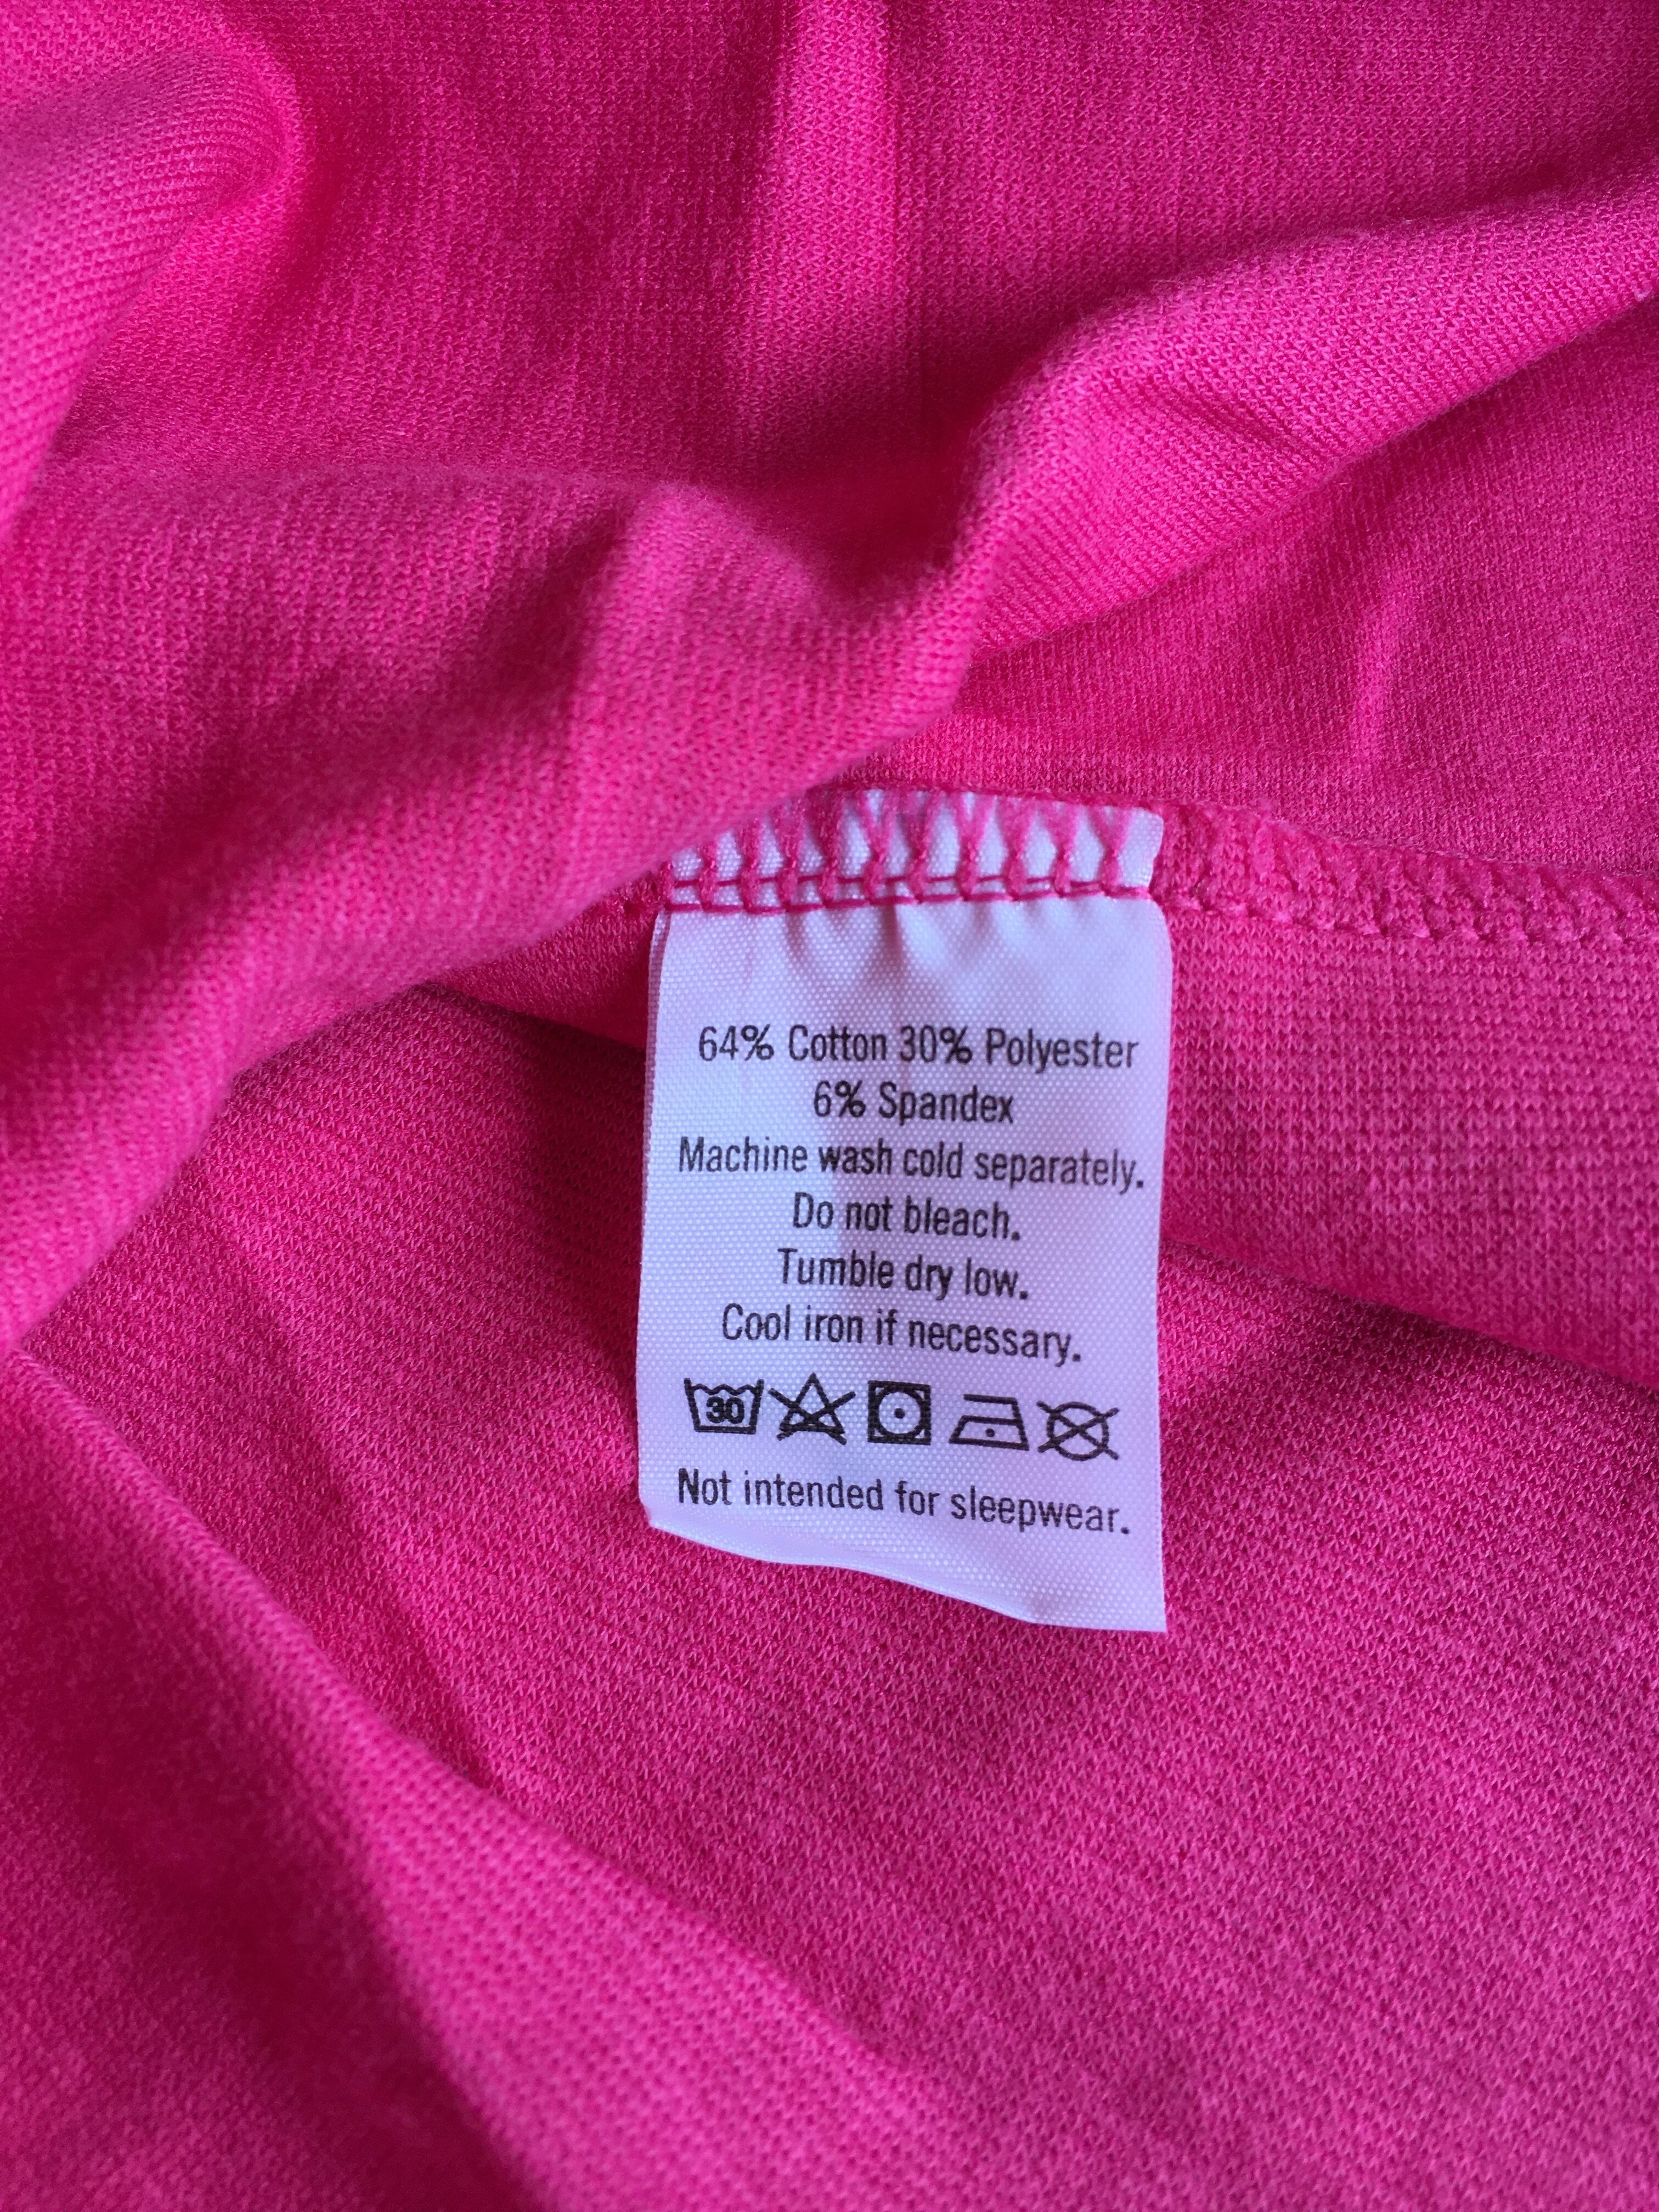 64% Cotton 30% Polyester
6% Spandex
Machine wash cold separately.
Do not bleach.
Tumble dry low.
Cool iron if necessary.
30
Not intended for sleepwear.